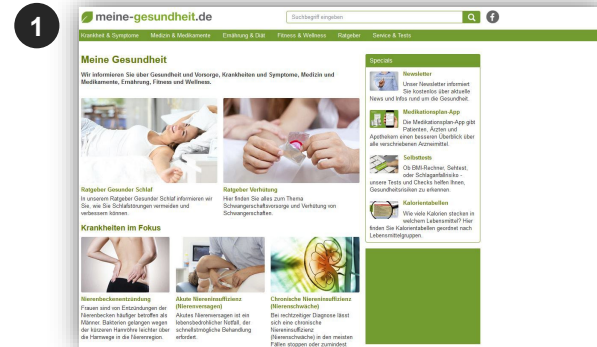 1
meine-gesundheit.de
Suchbegriff eingeben
f
Krankheit & Symptome Medizin & Medikamente Ernährung & Diät Fitness & Wellness Ratgeber Service & Tests
Meine Gesundheit
Wir informieren Sie über Gesundheit und Vorsorge, Krankheiten und Symptome, Medizin und
Medikamente, Ernährung, Fitness und Wellness.
Ratgeber Gesunder Schlaf
In unserem Ratgeber Gesunder Schlaf informieren wir
Sie, wie Sie Schlafstörungen vermeiden und
verbessern können.
Ratgeber Verhütung
Hier finden Sie alles zum Thema
Schwangerschaftsvorsorge und Verhütung von
Schwangerschaften.
Krankheiten im Fokus
Nierenbeckenentzündung
Frauen sind von Entzündungen der
Nierenbecken häufiger betroffen als
Männer. Bakterien gelangen wegen
der kürzeren Harnröhre leichter über
die Harnwege in die Nierenregion.
Akute Niereninsuffizienz
(Nierenversagen)
Akutes Nierenversagen ist ein
lebensbedrohlicher Notfall, der
schnellstmögliche Behandlung
erfordert.
Chronische Niereninsuffizienz
(Nierenschwäche)
Bei rechtzeitiger Diagnose lässt
sich eine chronische
Niereninsuffizienz
(Nierenschwäche) in den meisten
Fällen stoppen oder zumindest
Specials
Newsletter
Unser Newsletter informiert
Sie kostenlos über aktuelle
News und Infos rund um die Gesundheit.
Medikationsplan-App
Die Medikationsplan-App gibt
Patienten, Ärzten und
Apothekern einen besseren Überblick über
alle verschriebenen Arzneimittel.
Selbsttests
Ob BMI-Rechner, Sehtest,
oder Schlaganfallrisiko -
unsere Tests und Checks helfen Ihnen,
Gesundheitsrisiken zu erkennen.
Kalorientabellen
Wie viele Kalorien stecken in
welchem Lebensmittel? Hier
finden Sie Kalorientabellen geordnet nach
Lebensmittelgruppen.